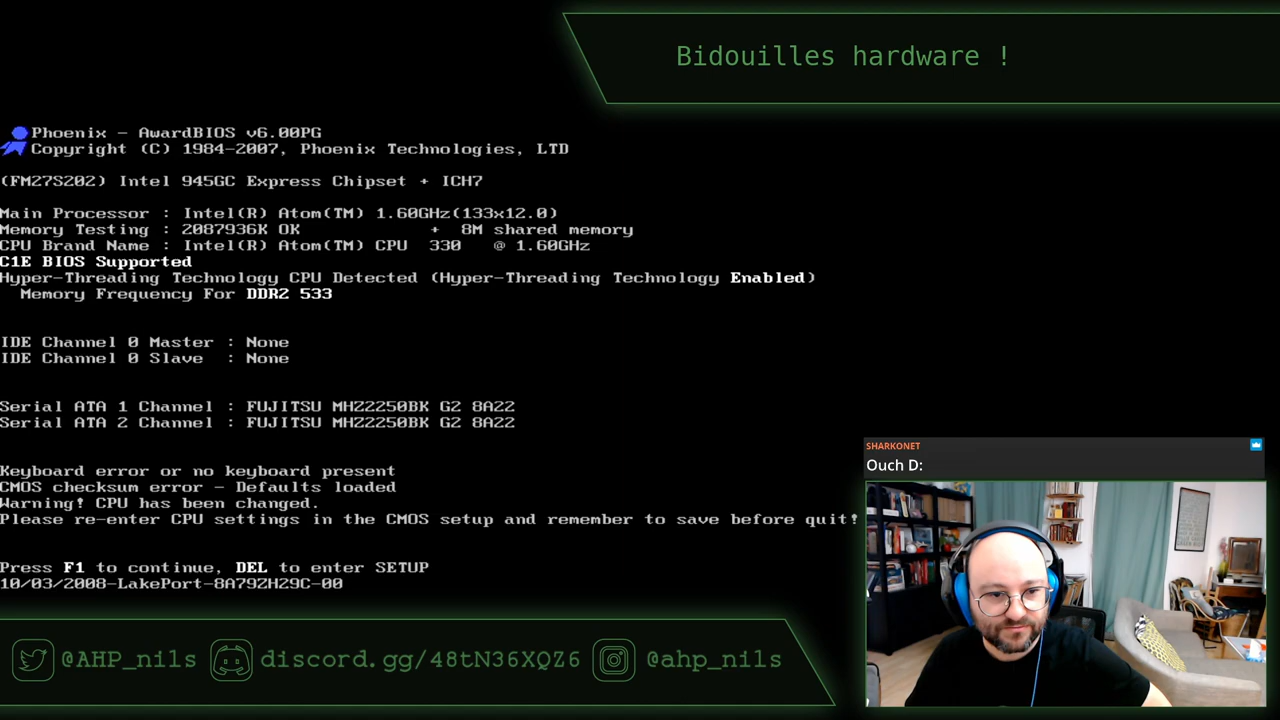 Bidouilles hardware !
Phoenix - AwardBIOS v6.00PG
Copyright (C) 1984-2007, Phoenix Technologies, LTD
(FM27S202) Intel 945GC Express Chipset + ICH7
Main Processor : Intel(R) Atom(TM) 1.60GHz(133x12.0)
Memory Testing : 2087936K OK + 8M shared memory
CPU Brand Name : Intel(R) Atom(TM) CPU 330 @ 1.60GHz
C1E BIOS Supported
Hyper-Threading Technology CPU Detected (Hyper-Threading Technology Enabled)
Memory Frequency For DDR2 533
IDE Channel 0 Master : None
IDE Channel 0 Slave : None
Serial ATA 1 Channel : FUJITSU MHZ2250BK G2 8A22
Serial ATA 2 Channel : FUJITSU MHZ2250BK G2 8A22
Keyboard error or no keyboard present
CMOS checksum error - Defaults loaded
Warning! CPU has been changed.
Please re-enter CPU settings in the CMOS setup and remember to save before quit!
Press F1 to continue, DEL to enter SETUP
10/03/2008-LakePort-8A79ZH29C-00
SHARKONET
Ouch D:
@AHP_nils discord.gg/48tN36XQZ6 @ahp_nils